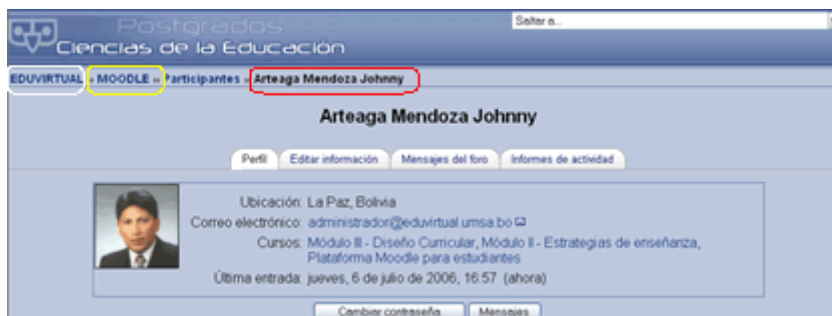 Postgrados
Saltar a...
Ciencias de la Educación
EDUVIRTUAL » MOODLE » Participantes » Arteaga Mendoza Johnny
Arteaga Mendoza Johnny
Perfil Editar información Mensajes del foro Informes de actividad
Ubicación: La Paz, Bolivia
Correo electrónico: administrador@eduvirtual.umsa.bo
Cursos: Módulo III - Diseño Curricular, Módulo II - Estrategias de enseñanza,
Plataforma Moodle para estudiantes
Última entrada: jueves, 6 de julio de 2006, 16:57 (ahora)
Cambiar contraseña Mensajes